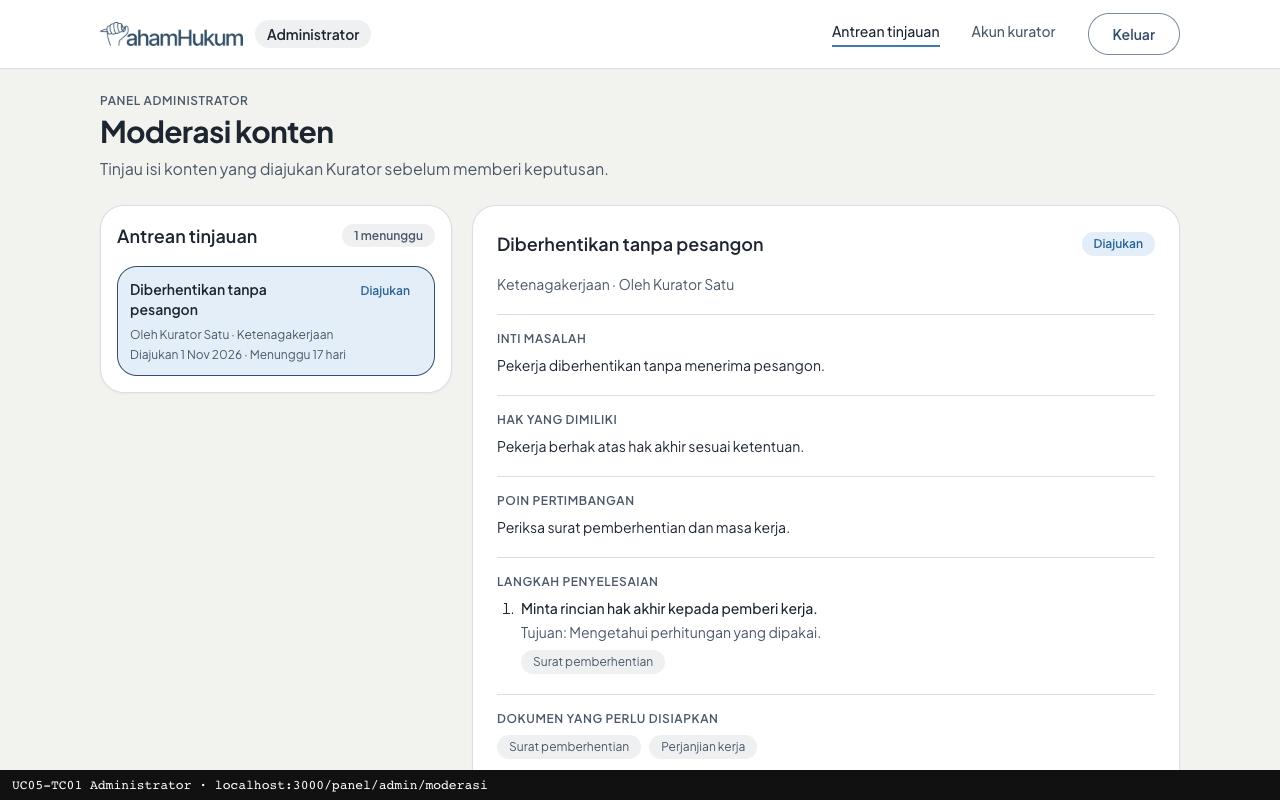 ahamHukum
Administrator
Antrean tinjauan
Akun kurator
Keluar
PANEL ADMINISTRATOR
Moderasi konten
Tinjau isi konten yang diajukan Kurator sebelum memberi keputusan.
Antrean tinjauan
1 menunggu
Diberhentikan tanpa
pesangon
Diajukan
Oleh Kurator Satu · Ketenagakerjaan
Diajukan 1 Nov 2026 · Menunggu 17 hari
Diberhentikan tanpa pesangon
Diajukan
Ketenagakerjaan · Oleh Kurator Satu
INTI MASALAH
Pekerja diberhentikan tanpa menerima pesangon.
HAK YANG DIMILIKI
Pekerja berhak atas hak akhir sesuai ketentuan.
POIN PERTIMBANGAN
Periksa surat pemberhentian dan masa kerja.
LANGKAH PENYELESAIAN
1. Minta rincian hak akhir kepada pemberi kerja.
Tujuan: Mengetahui perhitungan yang dipakai.
Surat pemberhentian
DOKUMEN YANG PERLU DISIAPKAN
Surat pemberhentian
Perjanjian kerja
UC05-TC01 Administrator · localhost:3000/panel/admin/moderasi